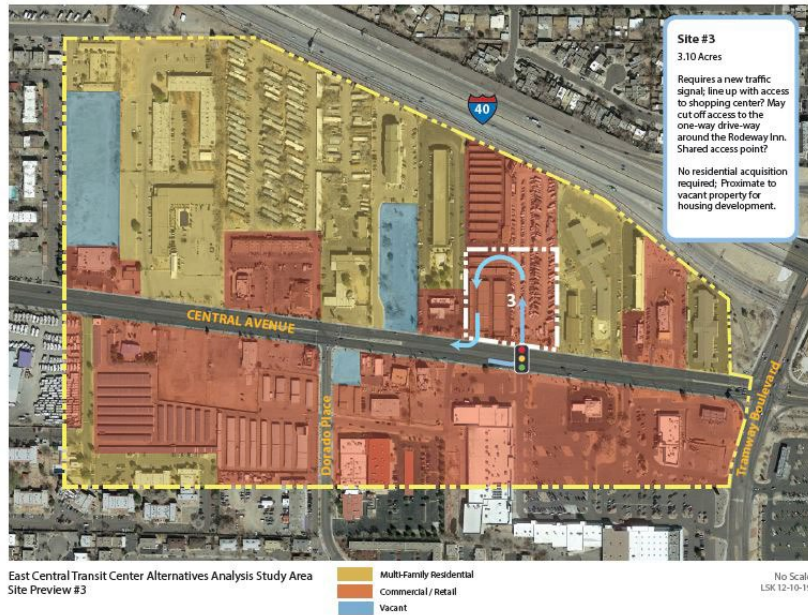 Site #3
3.10 Acres
Requires a new traffic
signal; line up with access
to shopping center? May
cut off access to the
one-way drive-way
around the Rodeway Inn.
Shared access point?
No residential acquisition
required; Proximate to
vacant property for
housing development.
40
3
CENTRAL AVENUE
Dorado Place
Tramway Boulevard
East Central Transit Center Alternatives Analysis Study Area
Site Preview #3
Multi-Family Residential
Commercial / Retail
Vacant
No Scale